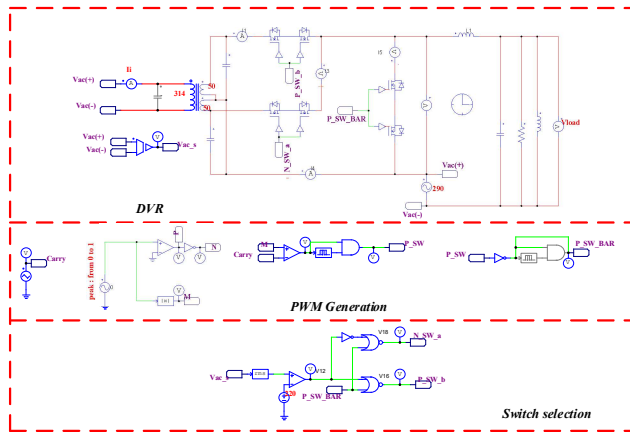 Ii
Vac(+)
314
50
50
Vac(-)
Vac(+)
Vac(-)
Vac_s
P_SW_b
N_SW_a
P_SW_BAR
Vload
Vac(+)
290
Vac(-)
DVR
Carry
peak : from 0 to 1
P
N
M
M
Carry
P_SW
P_SW
P_SW_BAR
PWM Generation
Vac_s
V12
320
P_SW_BAR
V18
N_SW_a
V16
P_SW_b
Switch selection